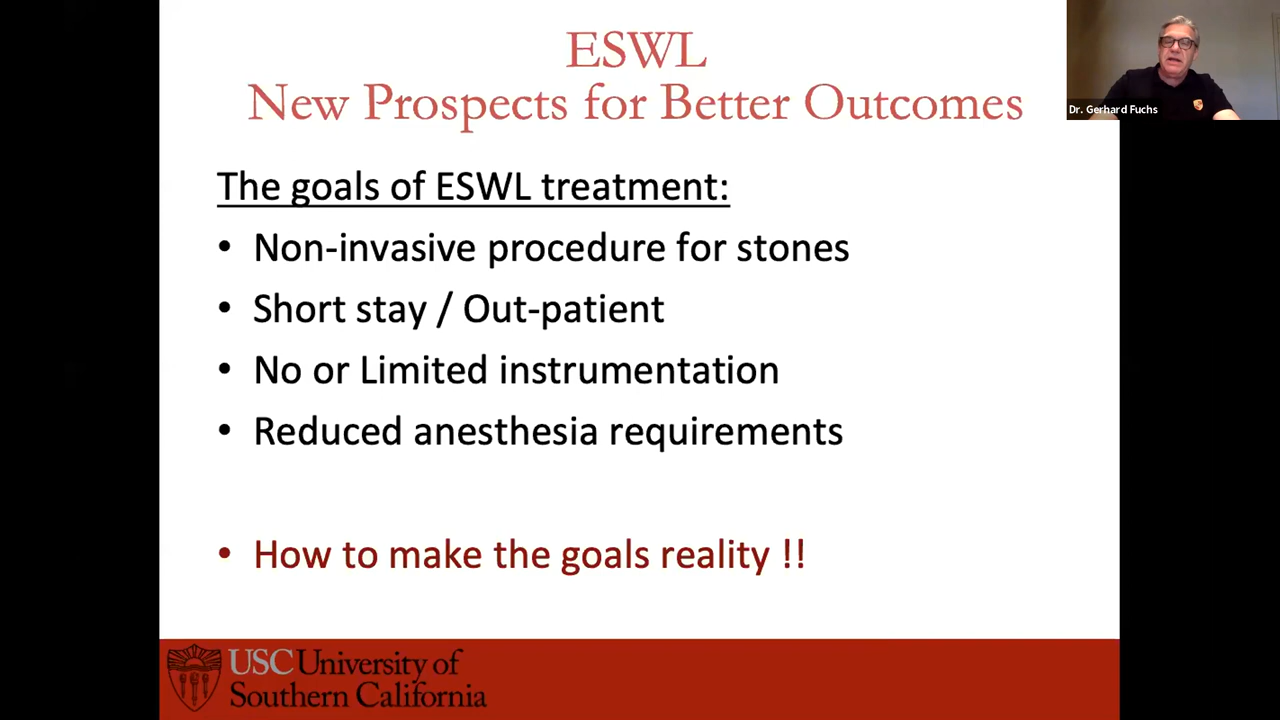 ESWL
New Prospects for Better Outcomes
Dr. Gerhard Fuchs
The goals of ESWL treatment:
• Non-invasive procedure for stones
• Short stay / Out-patient
• No or Limited instrumentation
• Reduced anesthesia requirements
• How to make the goals reality !!
USC University of
Southern California